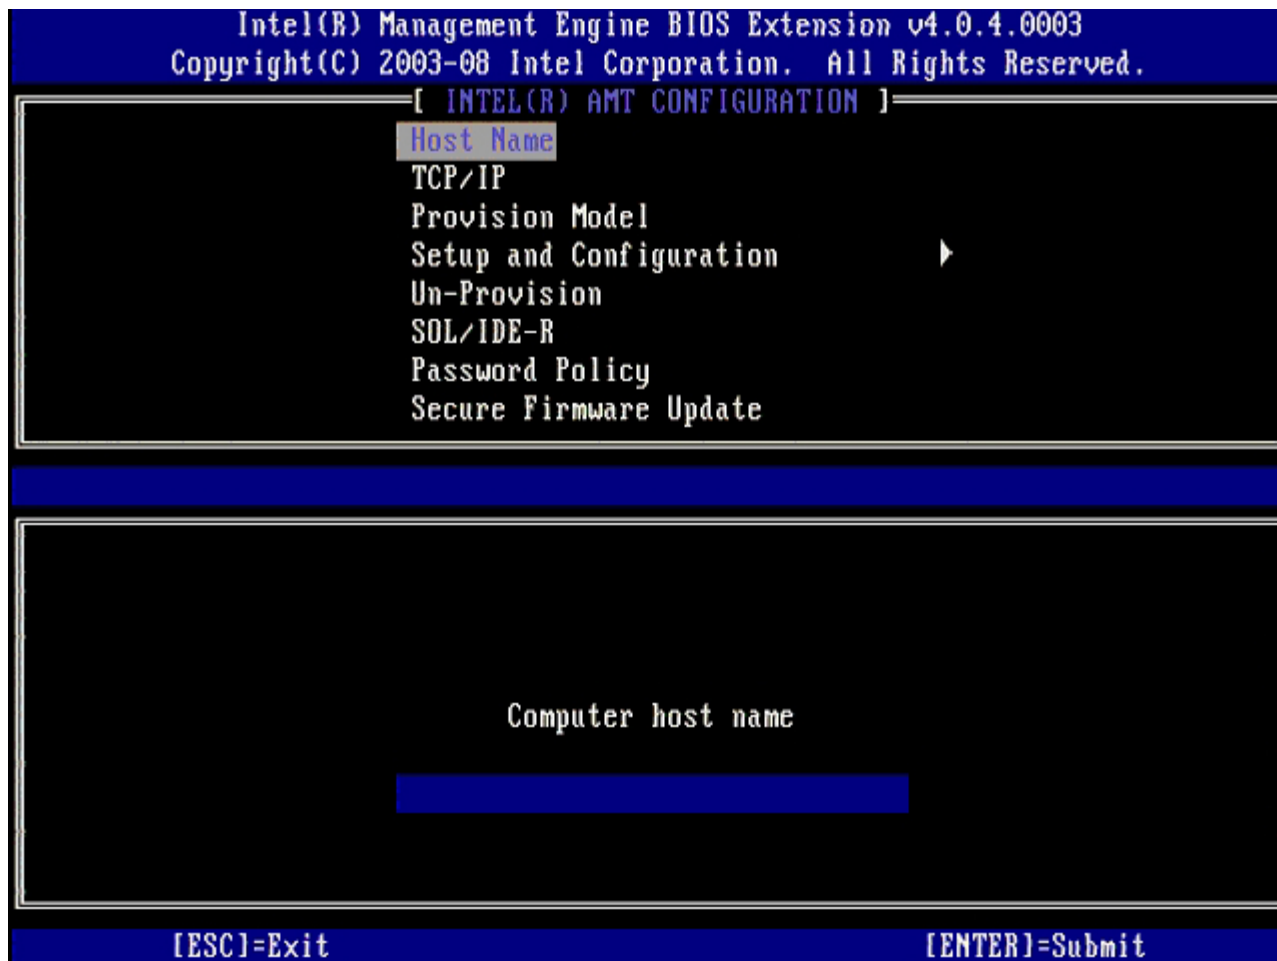 Intel(R) Management Engine BIOS Extension v4.0.4.0003
Copyright(C) 2003-08 Intel Corporation. All Rights Reserved.
[ INTEL(R) AMT CONFIGURATION ]
Host Name
TCP/IP
Provision Model
Setup and Configuration
Un-Provision
SOL/IDE-R
Password Policy
Secure Firmware Update
Computer host name
[ESC]=Exit [ENTER]=Submit